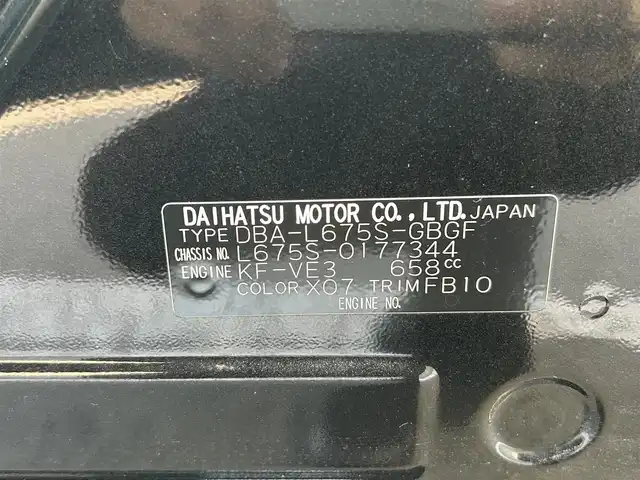 DAIHATSU MOTOR CO., LTD. JAPAN
TYPE DBA-L675S-GBGF
CHASSIS NO. L675S-0177344
ENGINE KF-VE3 658cc
COLOR X07 TRIM FB10
ENGINE NO.